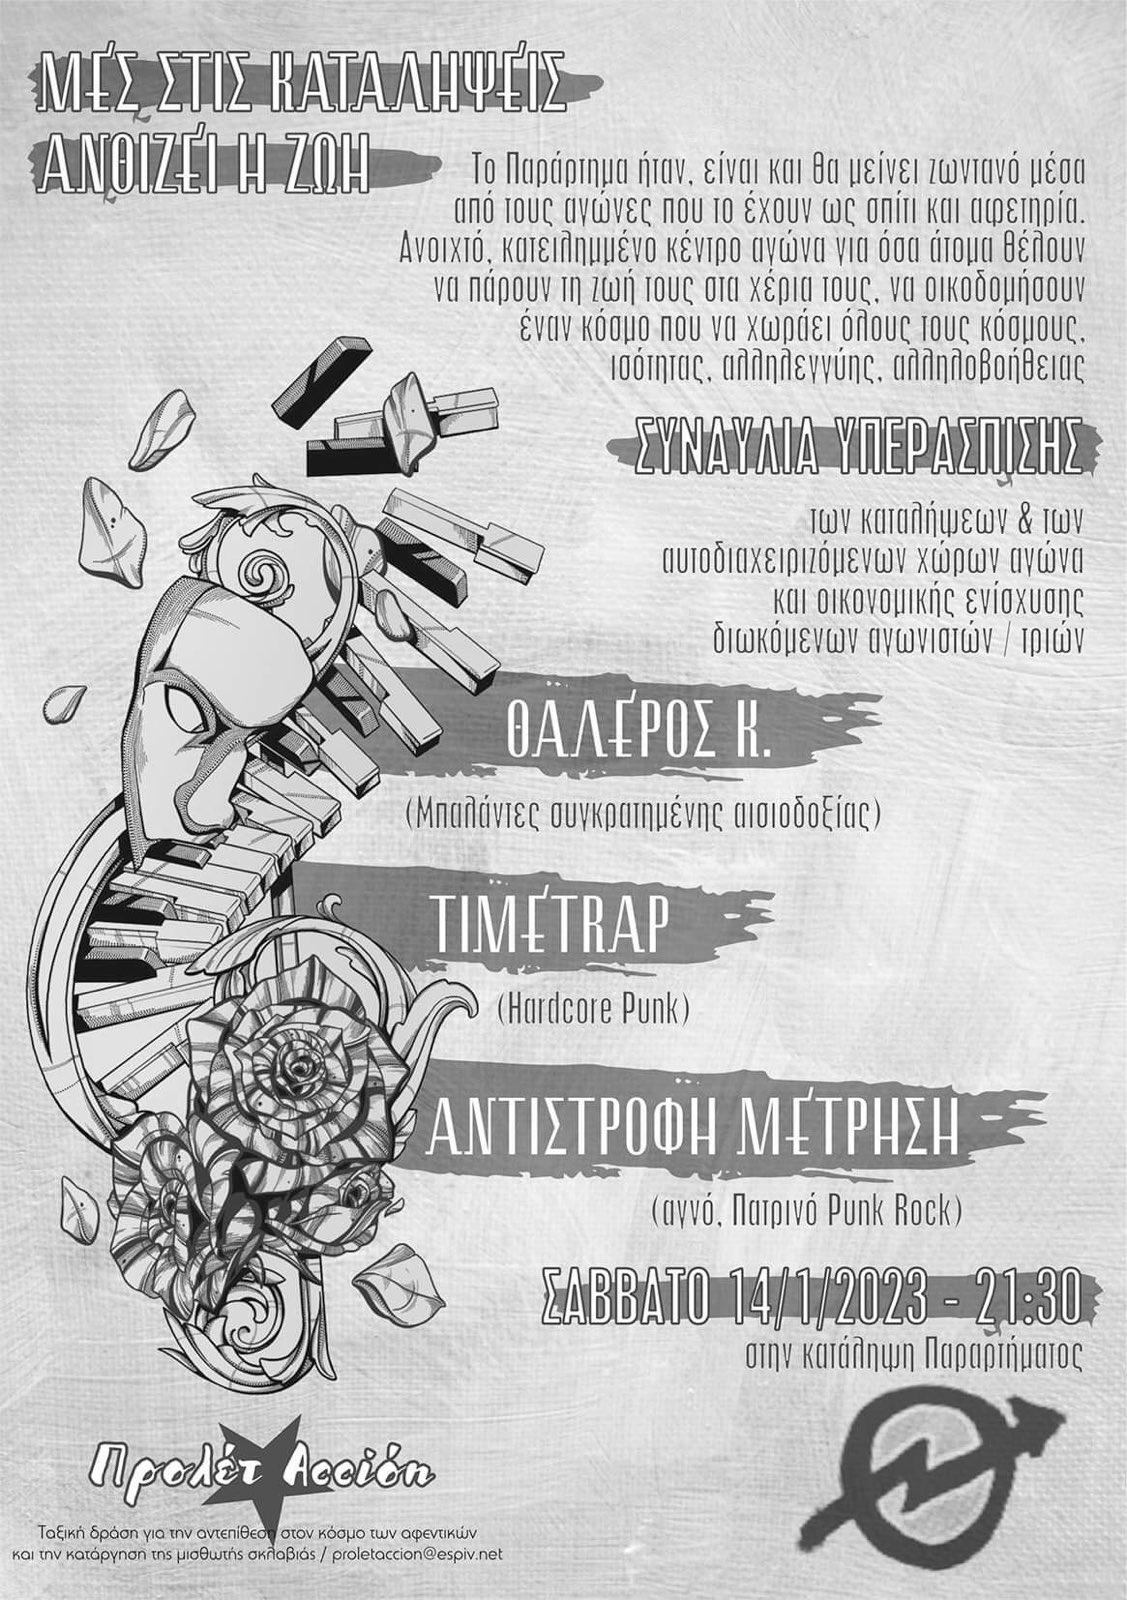 ΜΕΣ ΣΤΙΣ ΚΑΤΑΛΗΨΕΙΣ
ΑΝΘΙΖΕΙ Η ΖΩΗ
Το Παράρτημα ήταν, είναι και θα μείνει ζωντανό μέσα
από τους αγώνες που το έχουν ως σπίτι και αφετηρία.
Ανοιχτό, κατειλημμένο κέντρο αγώνα για όσα άτομα θέλουν
να πάρουν τη ζωή τους στα χέρια τους, να οικοδομήσουν
έναν κόσμο που να χωράει όλους τους κόσμους,
ισότητας, αλληλεγγύης, αλληλοβοήθειας
ΣΥΝΑΥΛΙΑ ΥΠΕΡΑΣΠΙΣΗΣ
των καταλήψεων & των
αυτοδιαχειριζόμενων χώρων αγώνα
και οικονομικής ενίσχυσης
διωκόμενων αγωνιστών / τριών
ΘΑΛΕΡΟΣ Κ.
(Μπαλάντες συγκρατημένης αισιοδοξίας)
TIMETRAP
(Hardcore Punk)
ΑΝΤΙΣΤΡΟΦΗ ΜΕΤΡΗΣΗ
(αγνό, Πατρινό Punk Rock)
ΣΑΒΒΑΤΟ 14/1/2023 - 21:30
στην κατάληψη Παραρτήματος
Προλέτ Αccιόn
Ταξική δράση για την αντεπίθεση στον κόσμο των αφεντικών
και την κατάργηση της μισθωτής σκλαβιάς / proletaccion@espiv.net